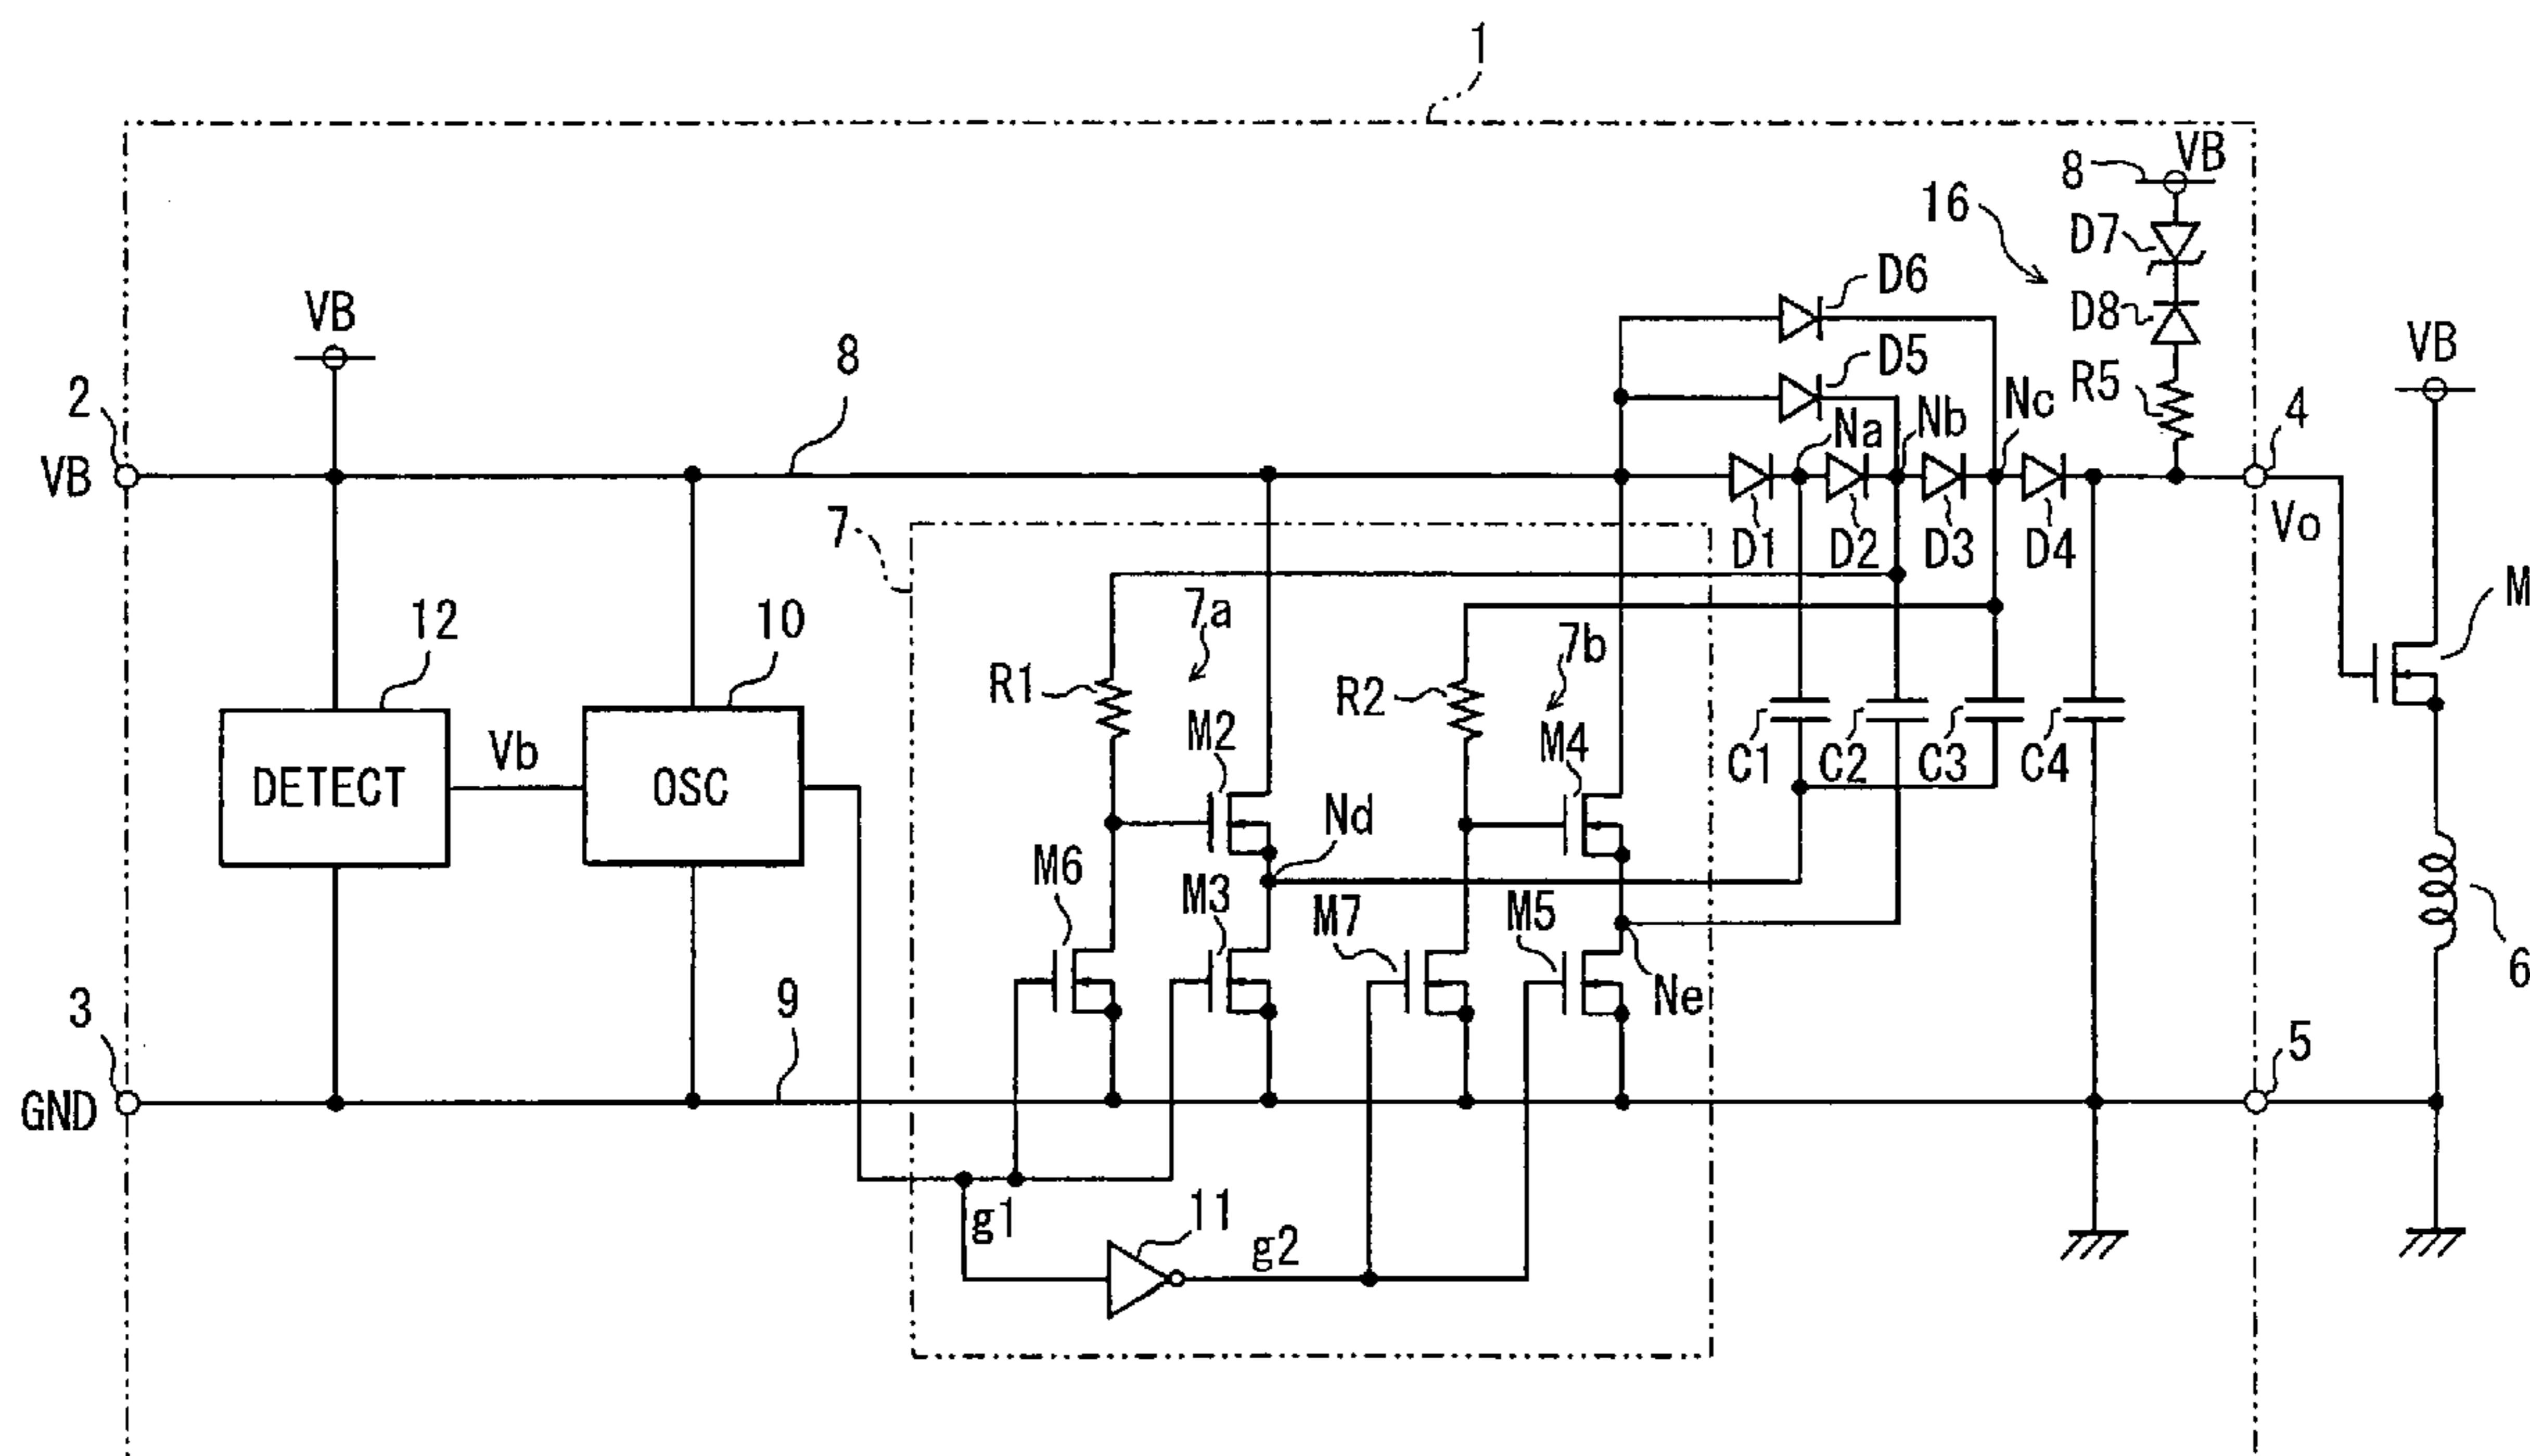 1
VB
8
16
D7
D6
VB
D8
VB
8
D5
R5
2
Na
Nb
Nc
4
VB
Vo
7
D1
D2
D3
D4
M
12
10
7a
7b
R1
R2
Vb
M2
M4
C1
C2
C3
C4
DETECT
OSC
Nd
M6
M3
M7
M5
6
3
9
Ne
5
GND
g1
11
g2